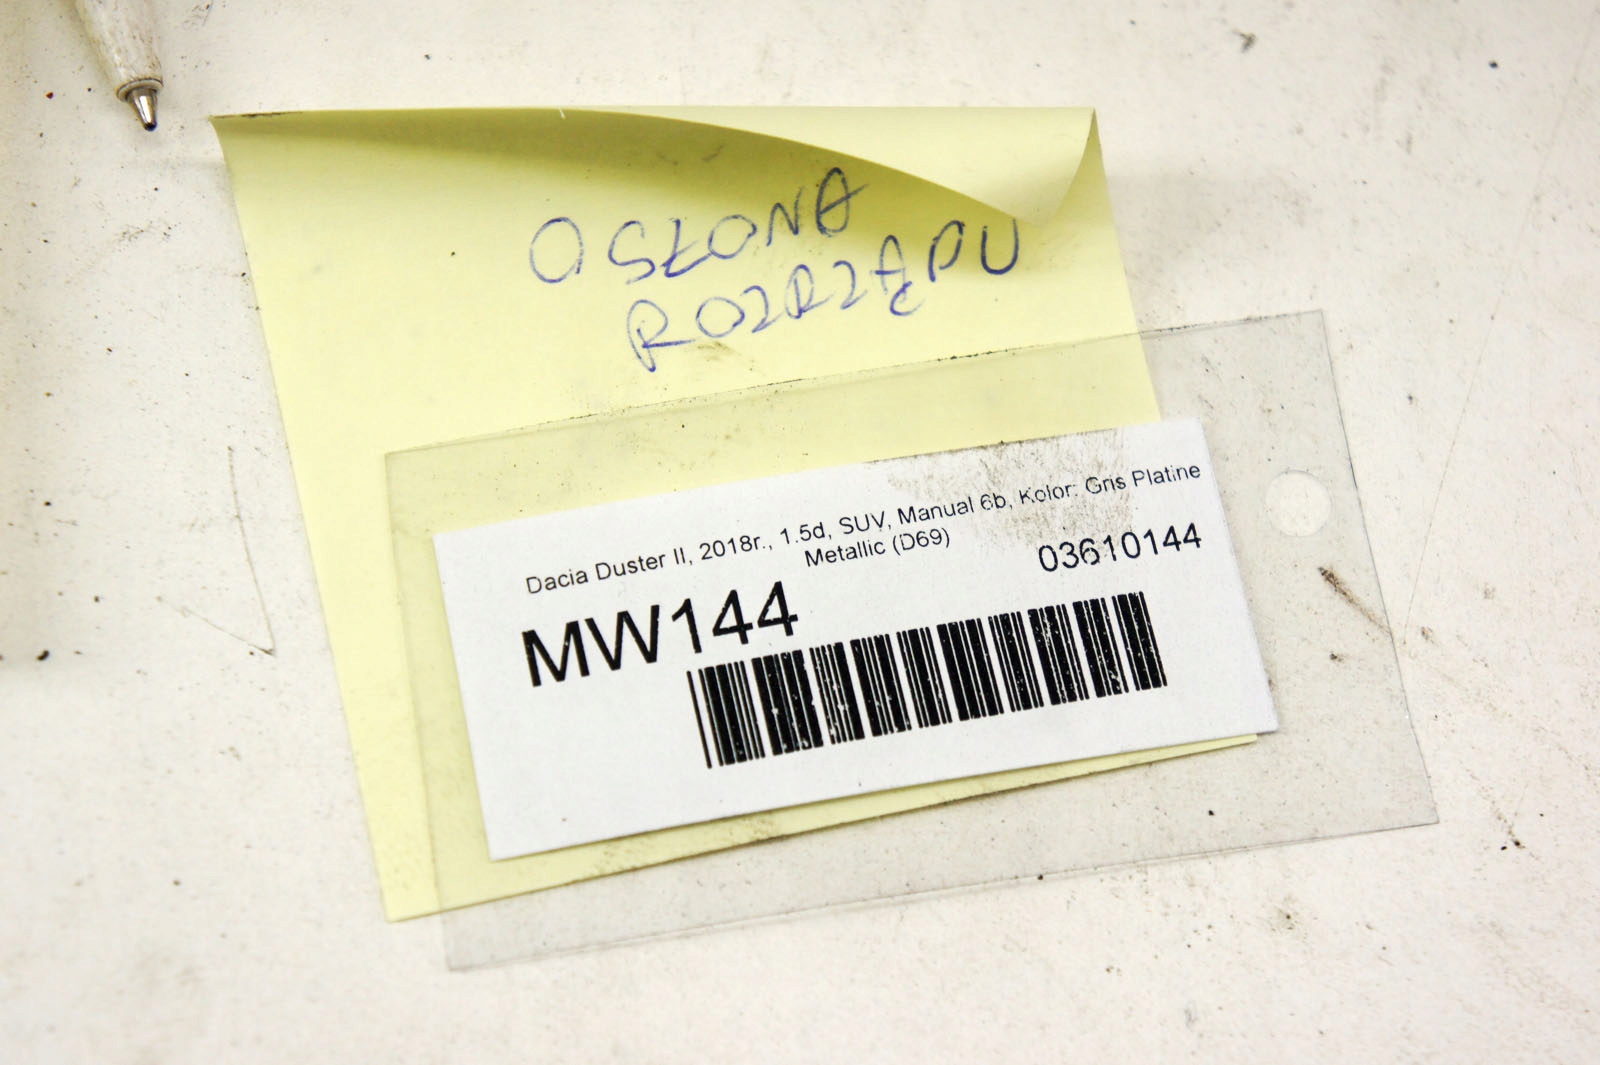 OSŁONA
ROZRZĄDU
Dacia Duster II, 2018r., 1.5d, SUV, Manual 6b, Kolor: Gris Platine
Metallic (D69)
03610144
MW144